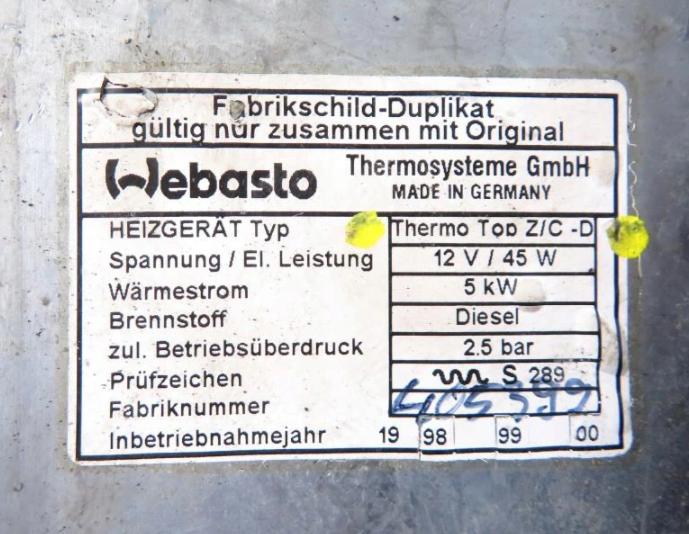 Fabrikschild-Duplikat
gültig nur zusammen mit Original
Webasto Thermosysteme GmbH
MADE IN GERMANY
HEIZGERÄT Typ Thermo Top Z/C -D
Spannung / El. Leistung 12 V / 45 W
Wärmestrom 5 kW
Brennstoff Diesel
zul. Betriebsüberdruck 2.5 bar
Prüfzeichen S 289
Fabriknummer 405399
Inbetriebnahmejahr 19 98 99 00